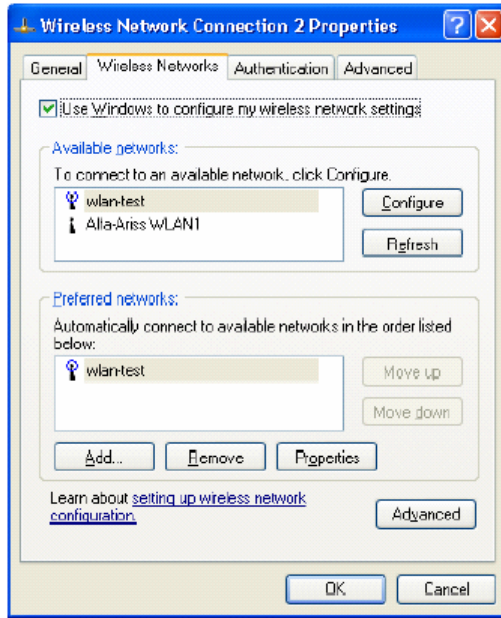 Wireless Network Connection 2 Properties
General Wireless Networks Authentication Advanced
Use Windows to configure my wireless network settings
Available networks:
To connect to an available network, click Configure.
wlan-test
Configure
Alfa-Ariss WLAN1
Refresh
Preferred networks:
Automatically connect to available networks in the order listed
below:
wlan-test
Move up
Move down
Add... Remove Properties
Learn about setting up wireless network
configuration.
Advanced
OK Cancel